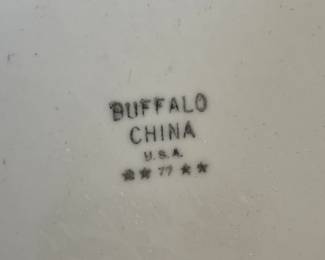 BUFFALO
CHINA
U.S.A.
★★ 77 ★★